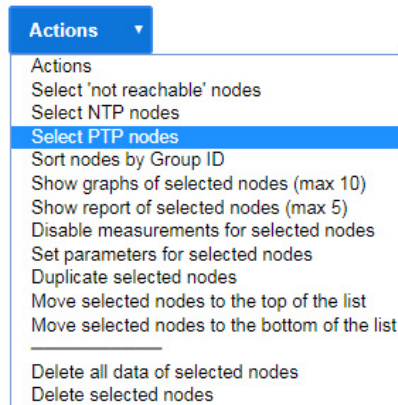 Actions
Actions
Select 'not reachable' nodes
Select NTP nodes
Select PTP nodes
Sort nodes by Group ID
Show graphs of selected nodes (max 10)
Show report of selected nodes (max 5)
Disable measurements for selected nodes
Set parameters for selected nodes
Duplicate selected nodes
Move selected nodes to the top of the list
Move selected nodes to the bottom of the list
Delete all data of selected nodes
Delete selected nodes